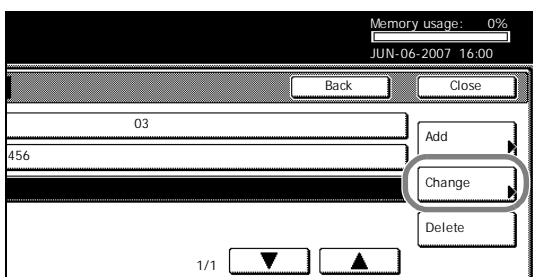 Memory usage: 0%
JUN-06-2007 16:00
Back Close
03
Add
456
Change
Delete
1/1